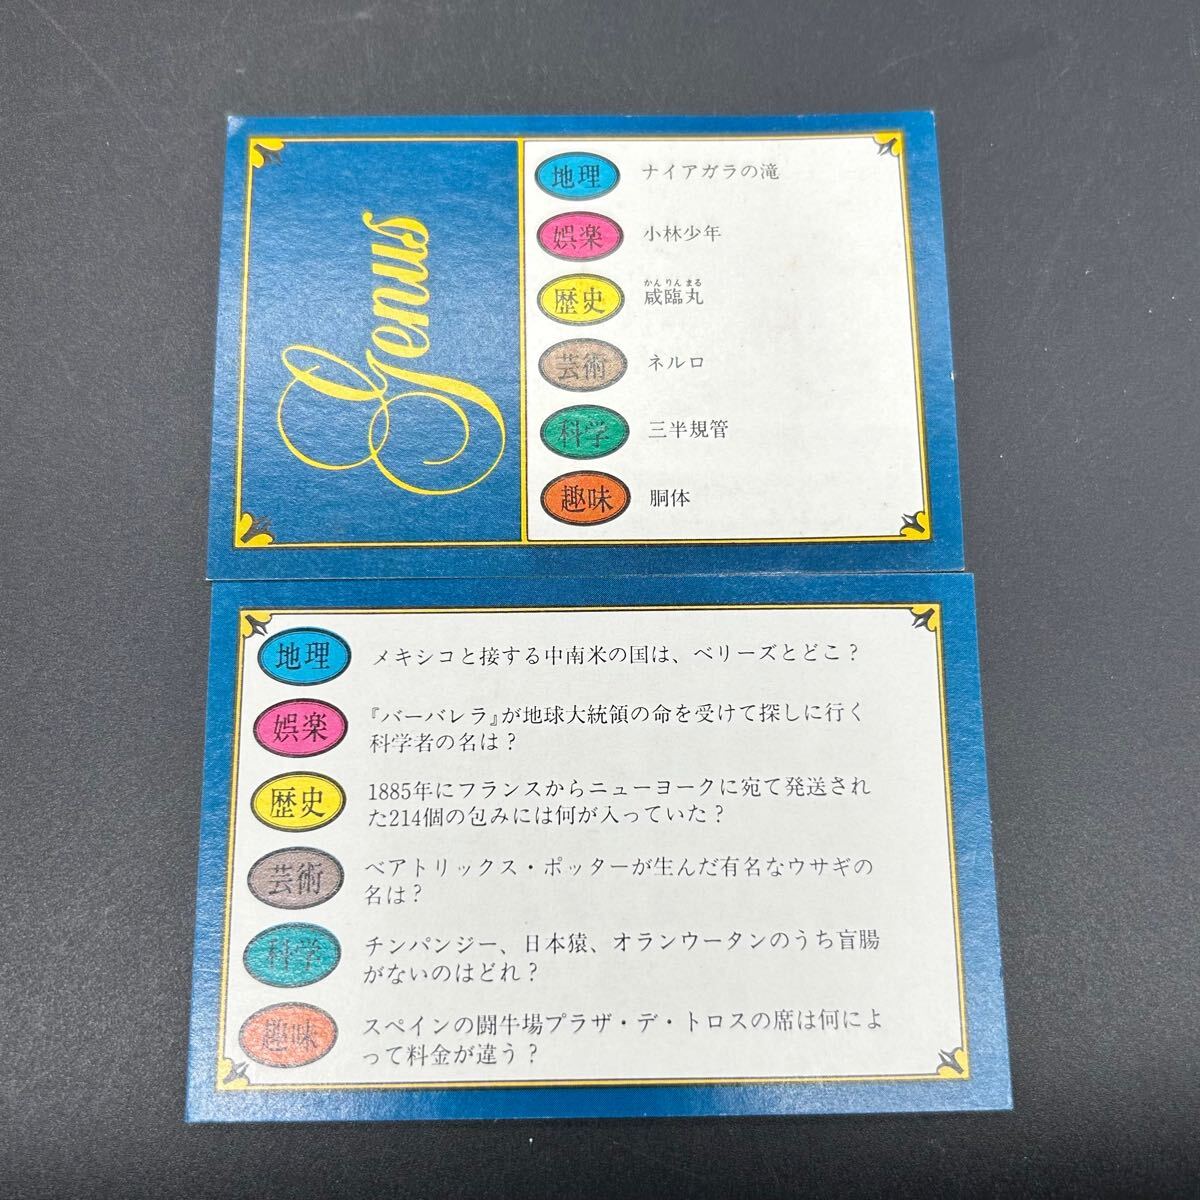 Genus
地理 ナイアガラの滝
娯楽 小林少年
かんりんまる
歴史 咸臨丸
芸術 ネルロ
科学 三半規管
趣味 胴体
地理 メキシコと接する中南米の国は、ベリーズとどこ？
娯楽 『バーバレラ』が地球大統領の命を受けて探しに行く
科学者の名は？
歴史 1885年にフランスからニューヨークに宛て発送され
た214個の包みには何が入っていた？
芸術 ベアトリックス・ポッターが生んだ有名なウサギの
名は？
科学 チンパンジー、日本猿、オランウータンのうち盲腸
がないのはどれ？
趣味 スペインの闘牛場プラザ・デ・トロスの席は何によ
って料金が違う？